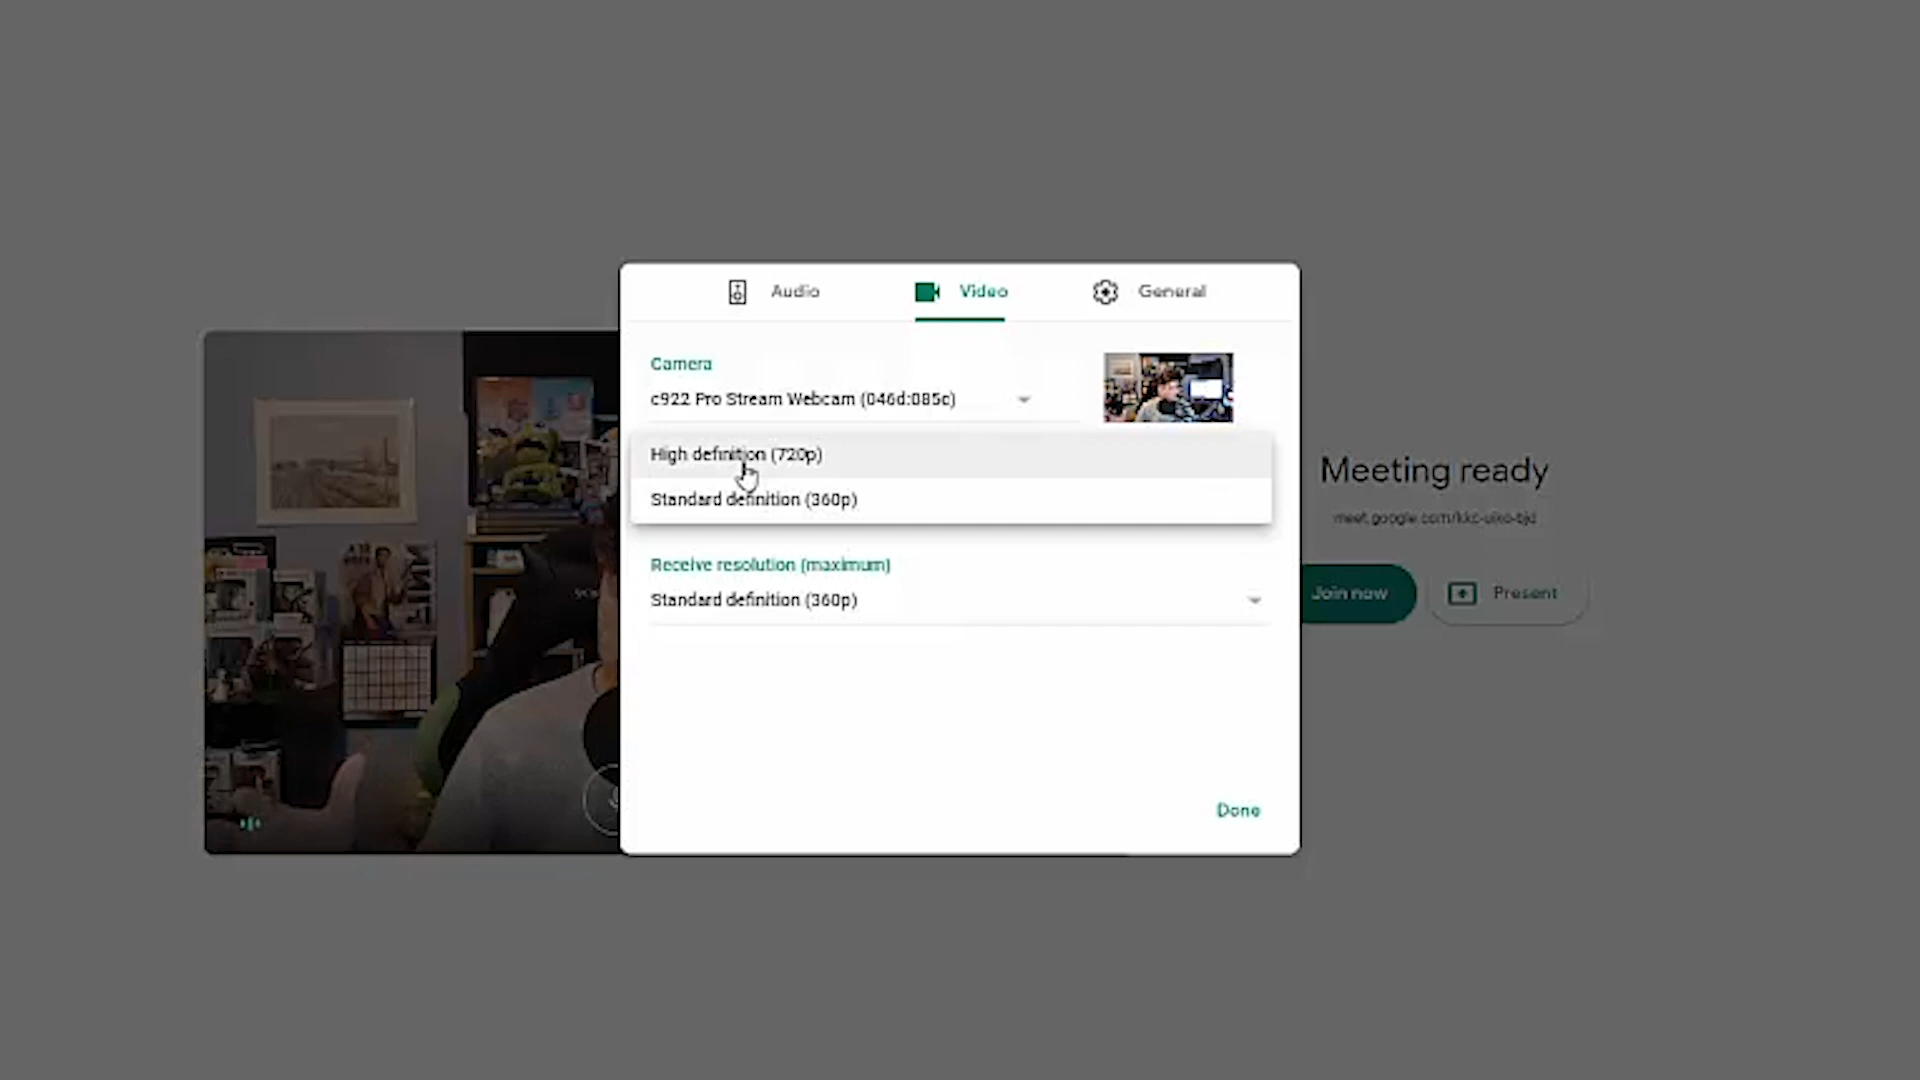 Audio
Video
General
Camera
c922 Pro Stream Webcam (046d:085c)
High definition (720p)
Standard definition (360p)
Receive resolution (maximum)
Standard definition (360p)
Done
Meeting ready
Join now
Present